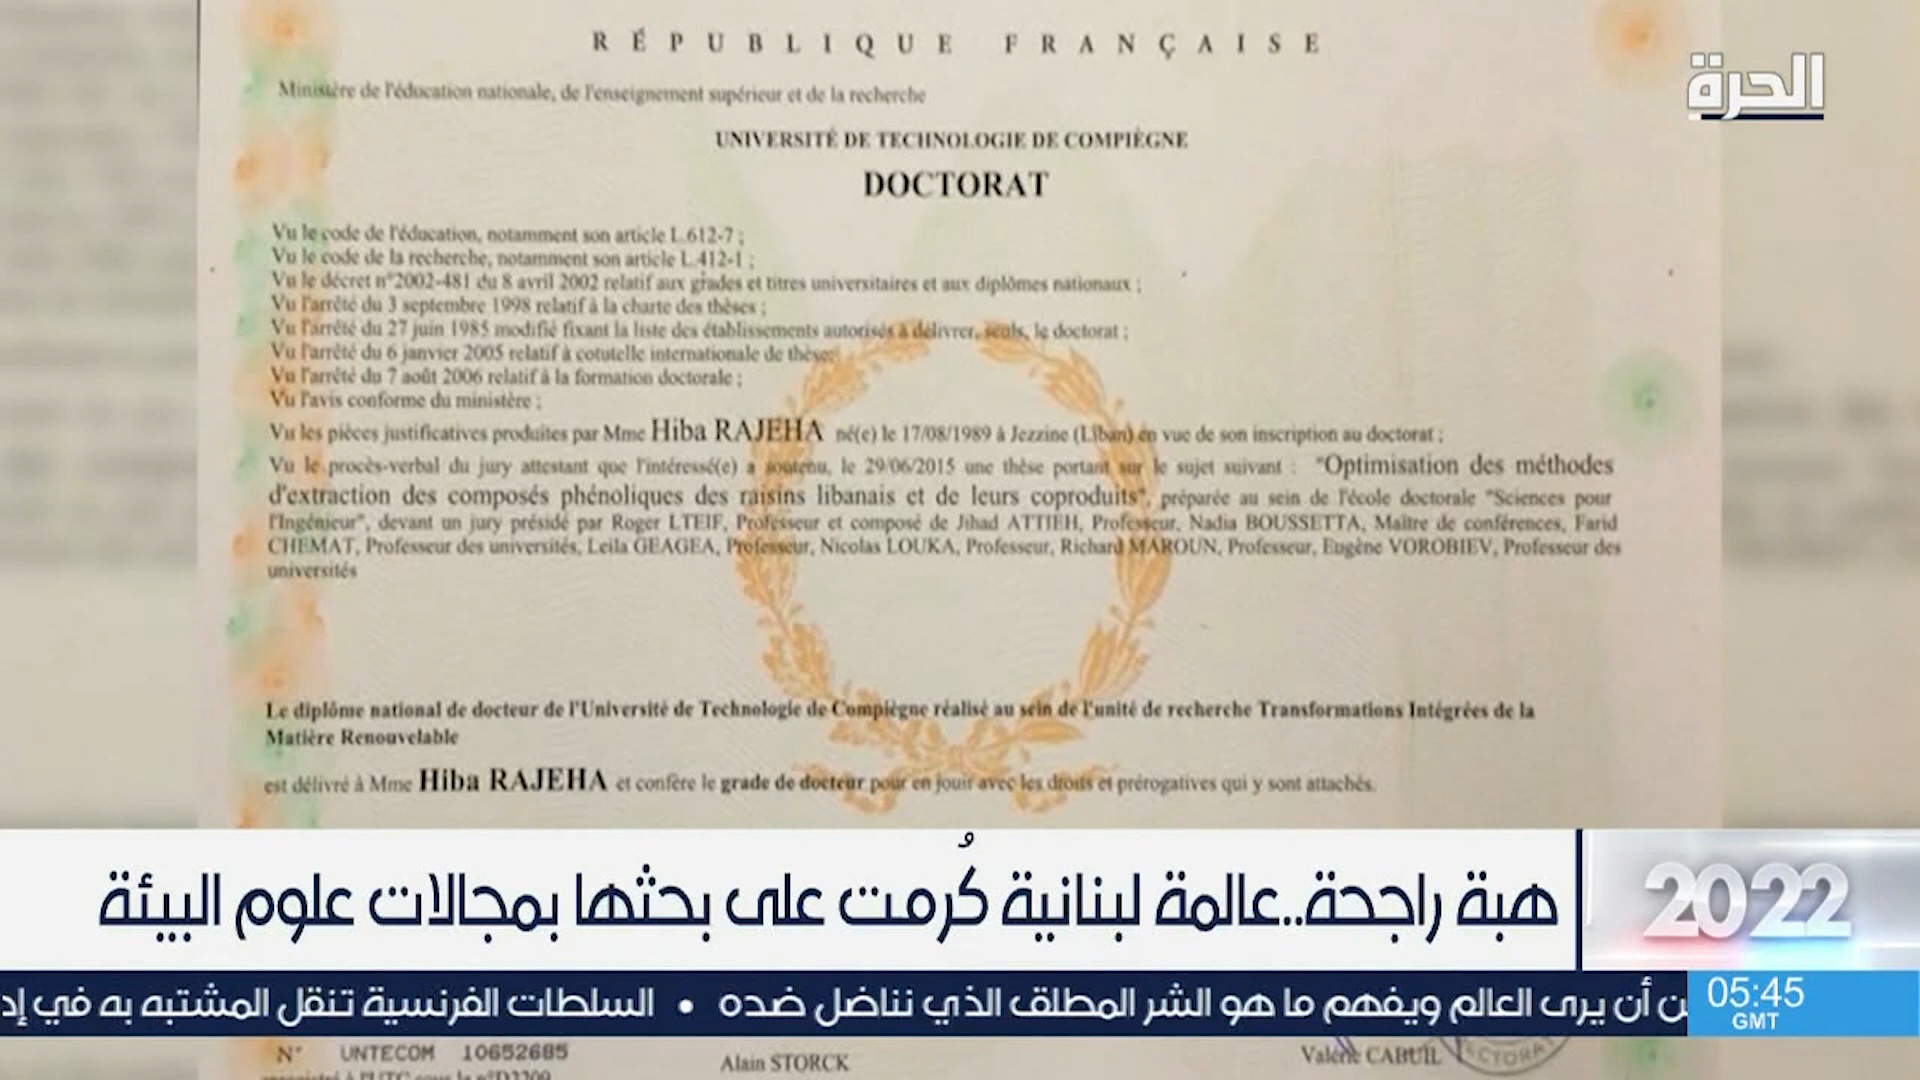 RÉPUBLIQUE FRANÇAISE
الحرة
Ministère de l'éducation nationale, de l'enseignement supérieur et de la recherche
UNIVERSITÉ DE TECHNOLOGIE DE COMPIÈGNE
DOCTORAT
Vu le code de l'éducation, notamment son article L.612-7 ;
Vu le code de la recherche, notamment son article L.412-1 ;
Vu le décret n°2002-481 du 8 avril 2002 relatif aux grades et titres universitaires et aux diplômes nationaux ;
Vu l'arrêté du 3 septembre 1998 relatif à la charte des thèses ;
Vu l'arrêté du 27 juin 1985 modifié fixant la liste des établissements autorisés à délivrer, seuls, le doctorat ;
Vu l'arrêté du 6 janvier 2005 relatif à cotutelle internationale de thèse;
Vu l'arrêté du 7 août 2006 relatif à la formation doctorale ;
Vu l'avis conforme du ministère ;
Vu les pièces justificatives produites par Mme Hiba RAJEHA né(e) le 17/08/1989 à Jezzine (Liban) en vue de son inscription au doctorat ;
Vu le procès-verbal du jury attestant que l'intéressé(e) a soutenu, le 29/06/2015 une thèse portant sur le sujet suivant : "Optimisation des méthodes
d'extraction des composés phénoliques des raisins libanais et de leurs coproduits", préparée au sein de l'école doctorale "Sciences pour
l'Ingénieur", devant un jury présidé par Roger LTEIF, Professeur et composé de Jihad ATTIEH, Professeur, Nadia BOUSSETTA, Maître de conférences, Farid
CHEMAT, Professeur des universités, Leila GEAGEA, Professeur, Nicolas LOUKA, Professeur, Richard MAROUN, Professeur, Eugène VOROBIEV, Professeur des
universités
Le diplôme national de docteur de l'Université de Technologie de Compiègne réalisé au sein de l'unité de recherche Transformations Intégrées de la
Matière Renouvelable
est délivré à Mme Hiba RAJEHA et confère le grade de docteur pour en jouir avec les droits et prérogatives qui y sont attachés.
2022
هبة راجحة..عالمة لبنانية كُرمت على بحثها بمجالات علوم البيئة
أن يرى العالم ويفهم ما هو الشر المطلق الذي نناضل ضده • السلطات الفرنسية تنقل المشتبه به في
05:45
GMT
N° UNTECOM 10652685
Alain STORCK
Valérie CABUIL